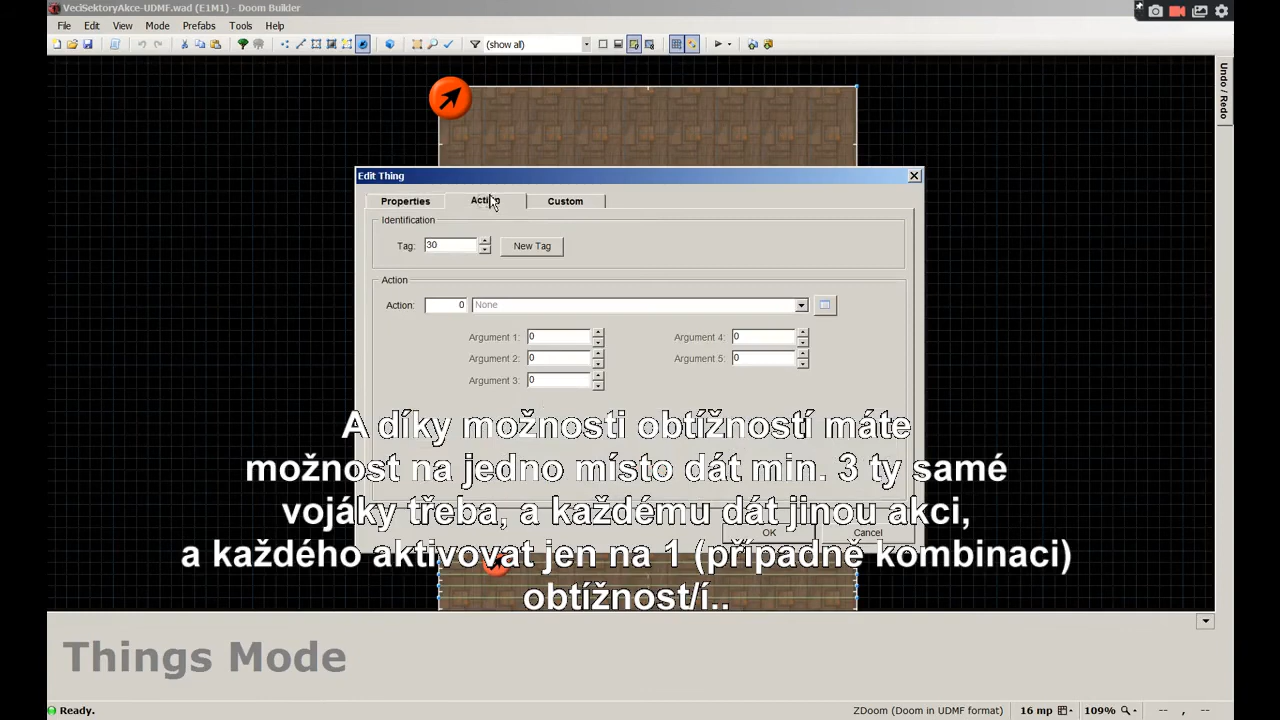 VeciSektoryAkce-UDMF.wad (E1M1) - Doom Builder
File Edit View Mode Prefabs Tools Help
(show all)
Undo / Redo
Edit Thing
Properties
Custom
Identification
Tag: 30 New Tag
Action
Action: 0 None
Argument 1: 0 Argument 4: 0
Argument 2: 0 Argument 5: 0
Argument 3: 0
A díky možnosti obtížností máte
možnost na jedno místo dát min. 3 ty samé
vojáky třeba, a každému dát jinou akci,
OK Cancel
a každého aktivovat jen na 1 (případně kombinaci)
obtížnost/í..
Things Mode
Ready. ZDoom (Doom in UDMF format) 16 mp 109% -- , --